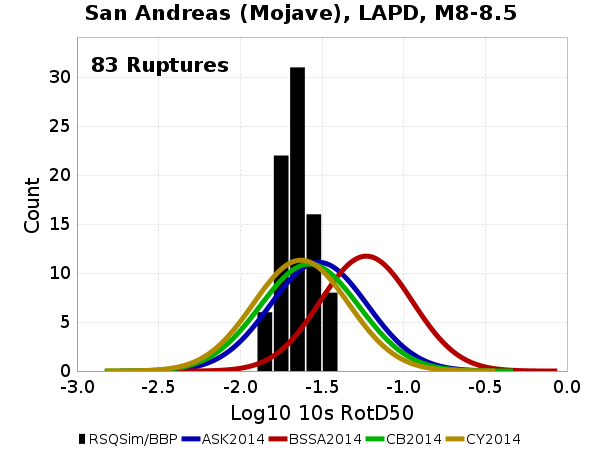 San Andreas (Mojave), LAPD, M8-8.5
83 Ruptures
30
25
20
15
10
5
0
Count
-3.0 -2.5 -2.0 -1.5 -1.0 -0.5 0.0
Log10 10s RotD50
RSQSim/BBP ASK2014 BSSA2014 CB2014 CY2014